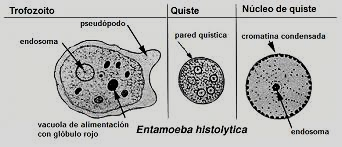 Trofozoito
Quiste
Núcleo de quiste
pseudópodo
endosoma
vacuola de alimentación
con glóbulo rojo
pared quística
cromatina condensada
endosoma
Entamoeba histolytica